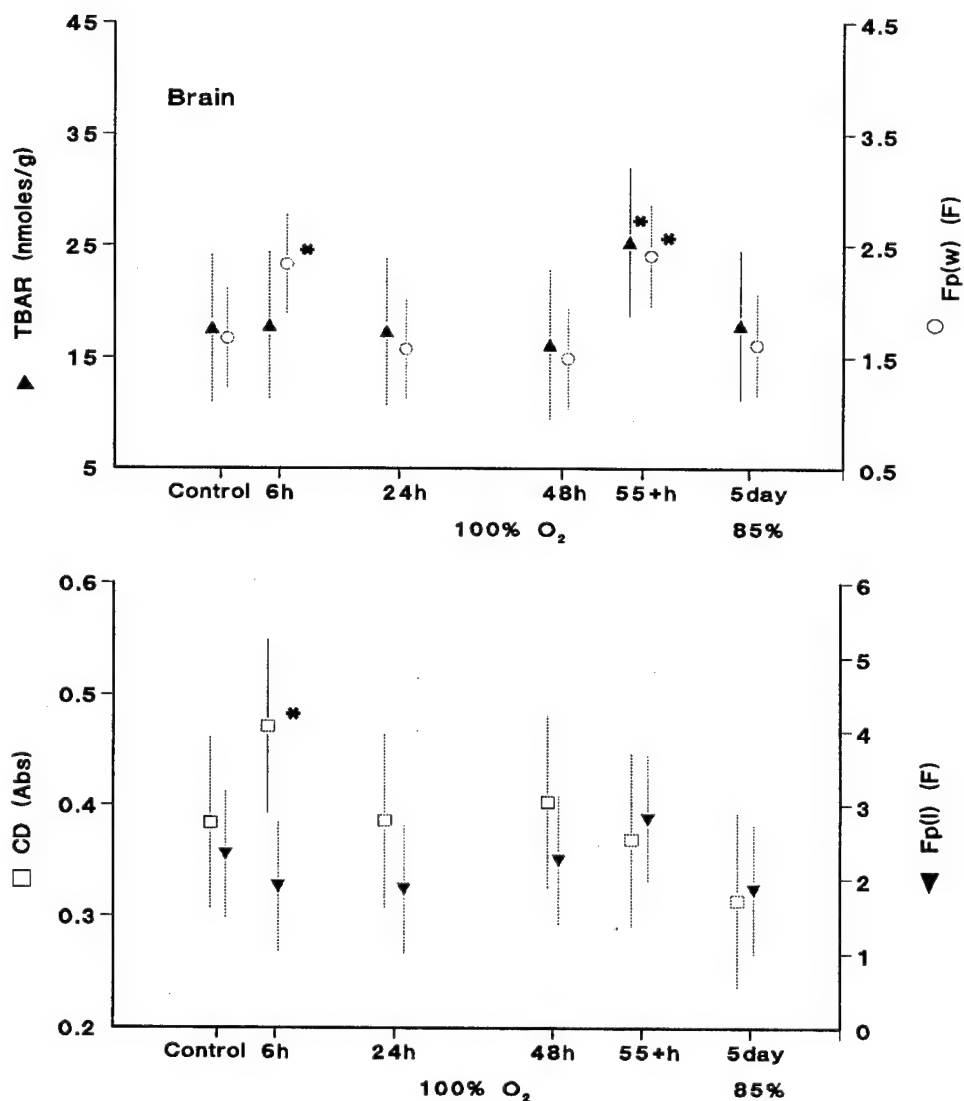 45
35
25
15
5
TBAR (nmoles/g)
Brain
*
*
*
4.5
3.5
2.5
1.5
0.5
Fp(w) (F)
Control 6h 24h 48h 55+h 5day
100% O₂ 85%
0.6
0.5
0.4
0.3
0.2
CD (Abs)
*
6
5
4
3
2
1
0
Fp(l) (F)
Control 6h 24h 48h 55+h 5day
100% O₂ 85%